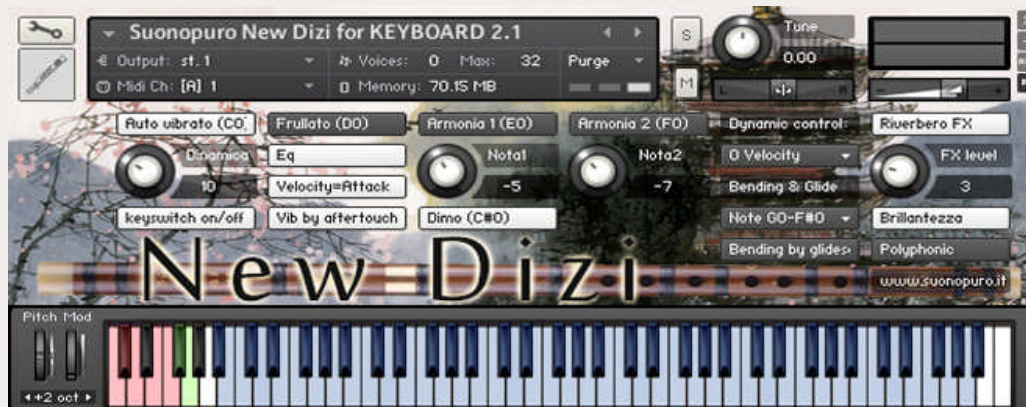 Suonopuro New Dizi for KEYBOARD 2.1
Output: st.1 Voices: 0 Max: 32 Purge
Midi Ch: [A] 1 Memory: 70.15 MB
S
M
Tune
0.00
L R
Auto vibrato (C0) Frullato (D0) Armonia 1 (E0) Armonia 2 (F0) Dynamic control: Riverbero FX
Dinamica Eq Nota1 Nota2 0 Velocity FX level
10 Velocity=Attack -5 -7 Bending & Glide 3
keyswitch on/off Vib by aftertouch Dimo (C#0) Note G0-F#0 Brillantezza
Bending by glides> Polyphonic
New Dizi
www.suonopuro.it
Pitch Mod
+2 oct